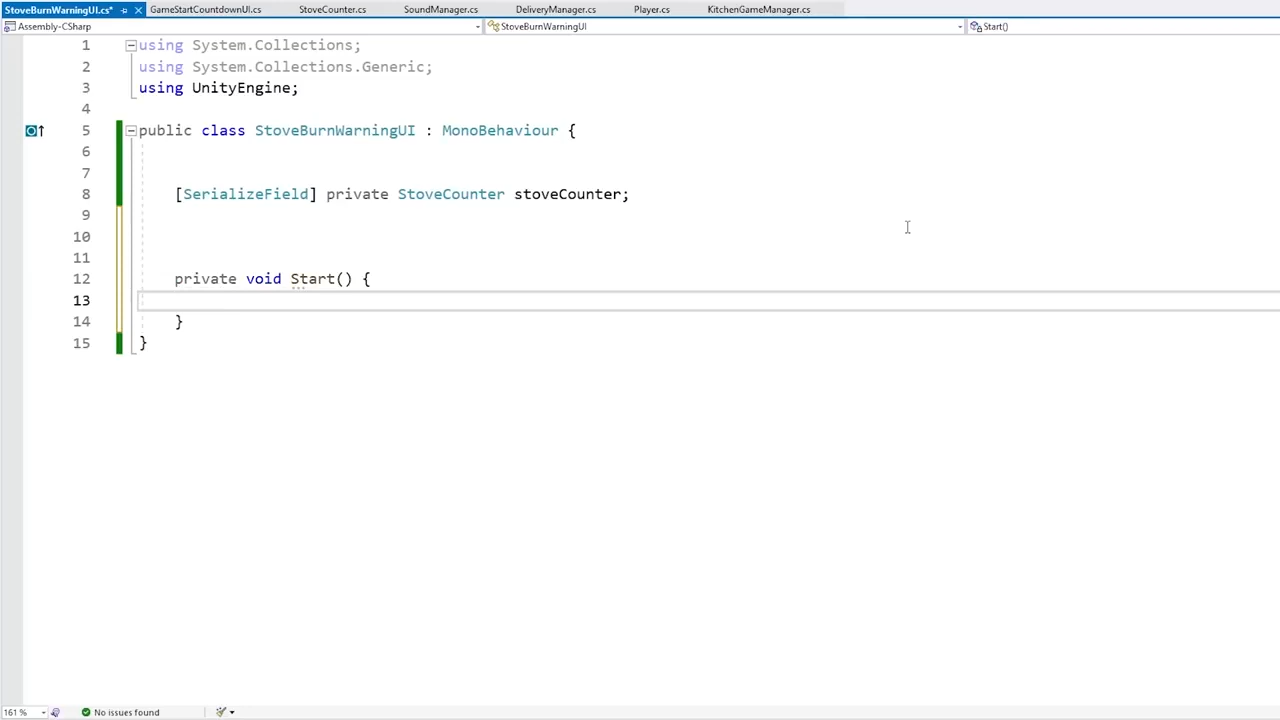 StoveBurnWarningUI.cs* GameStartCountdownUI.cs StoveCounter.cs SoundManager.cs DeliveryManager.cs Player.cs KitchenGameManager.cs
Assembly-CSharp StoveBurnWarningUI Start()
1 using System.Collections;
2 using System.Collections.Generic;
3 using UnityEngine;
4
5 public class StoveBurnWarningUI : MonoBehaviour {
6
7
8 [SerializeField] private StoveCounter stoveCounter;
9
10
11
12 private void Start() {
13
14 }
15 }
161 % No issues found